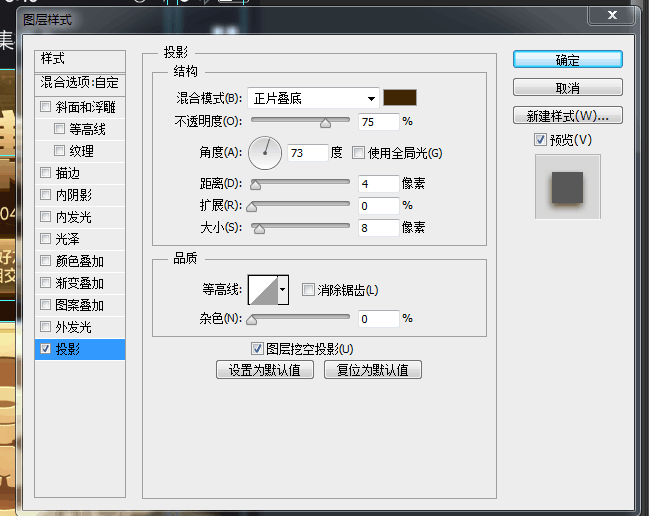 图层样式
集
样式
混合选项:自定
斜面和浮雕
等高线
纹理
描边
内阴影
内发光
光泽
颜色叠加
渐变叠加
图案叠加
外发光
投影
投影
结构
混合模式(B): 正片叠底
不透明度(O): 75 %
角度(A): 73 度 使用全局光(G)
距离(D): 4 像素
扩展(R): 0 %
大小(S): 8 像素
品质
等高线: 消除锯齿(L)
杂色(N): 0 %
图层挖空投影(U)
设置为默认值 复位为默认值
确定
取消
新建样式(W)...
预览(V)
04